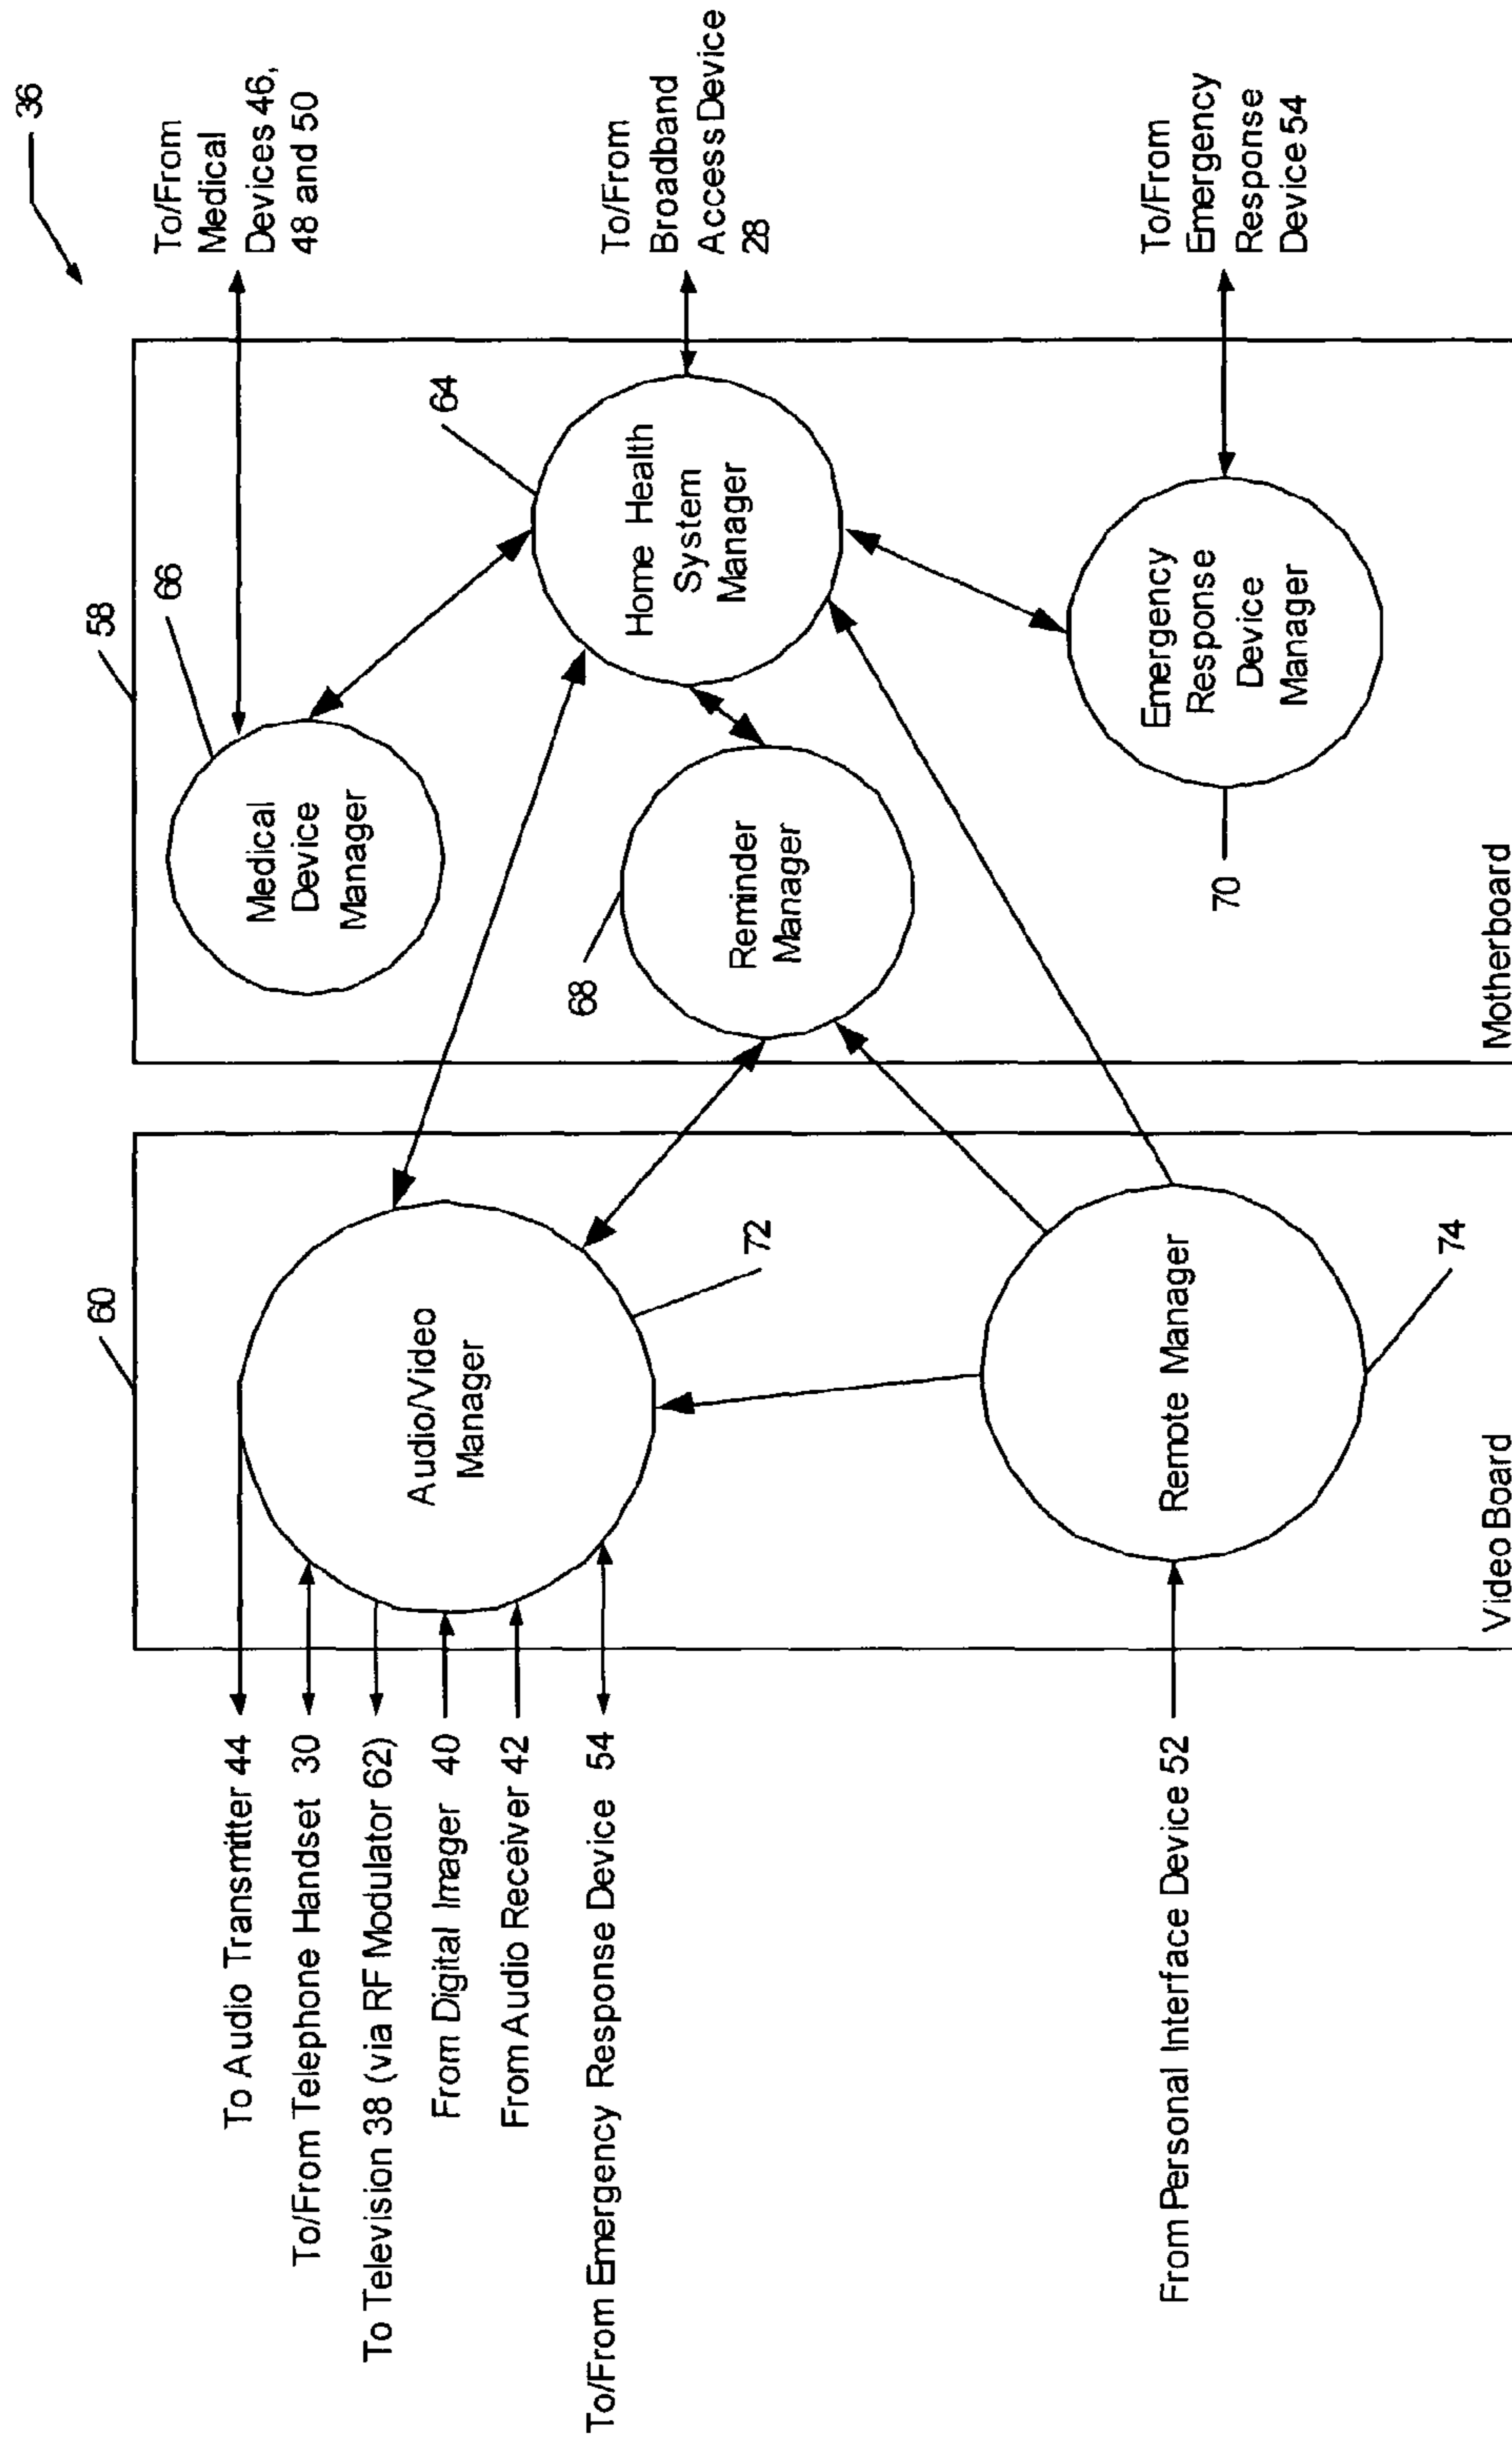 36
To Audio Transmitter 44
To/From Telephone Handset 30
To Television 38 (via RF Modulator 62)
From Digital Imager 40
From Audio Receiver 42
To/From Emergency Response Device 54
From Personal Interface Device 52
60
Audio/Video
Manager
72
Remote Manager
74
Video Board
58
66
Medical
Device
Manager
64
Home Health
System
Manager
68
Reminder
Manager
Emergency
Response
Device
Manager
70
Motherboard
To/From
Medical
Devices 46,
48 and 50
To/From
Broadband
Access Device
28
To/From
Emergency
Response
Device 54